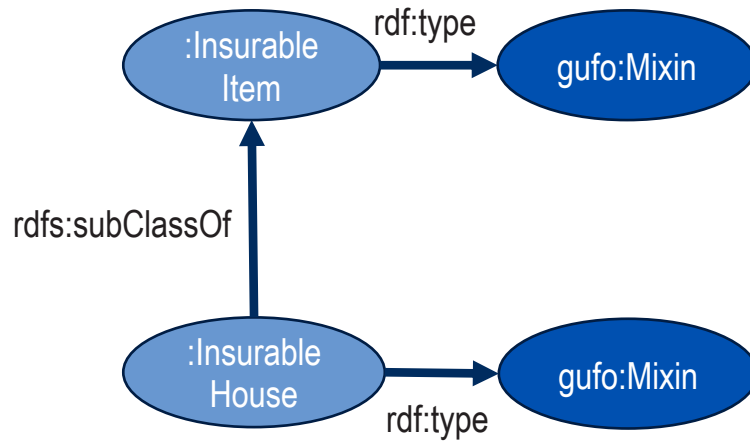 rdf:type
:Insurable
Item
gufo:Mixin
rdfs:subClassOf
:Insurable
House
gufo:Mixin
rdf:type